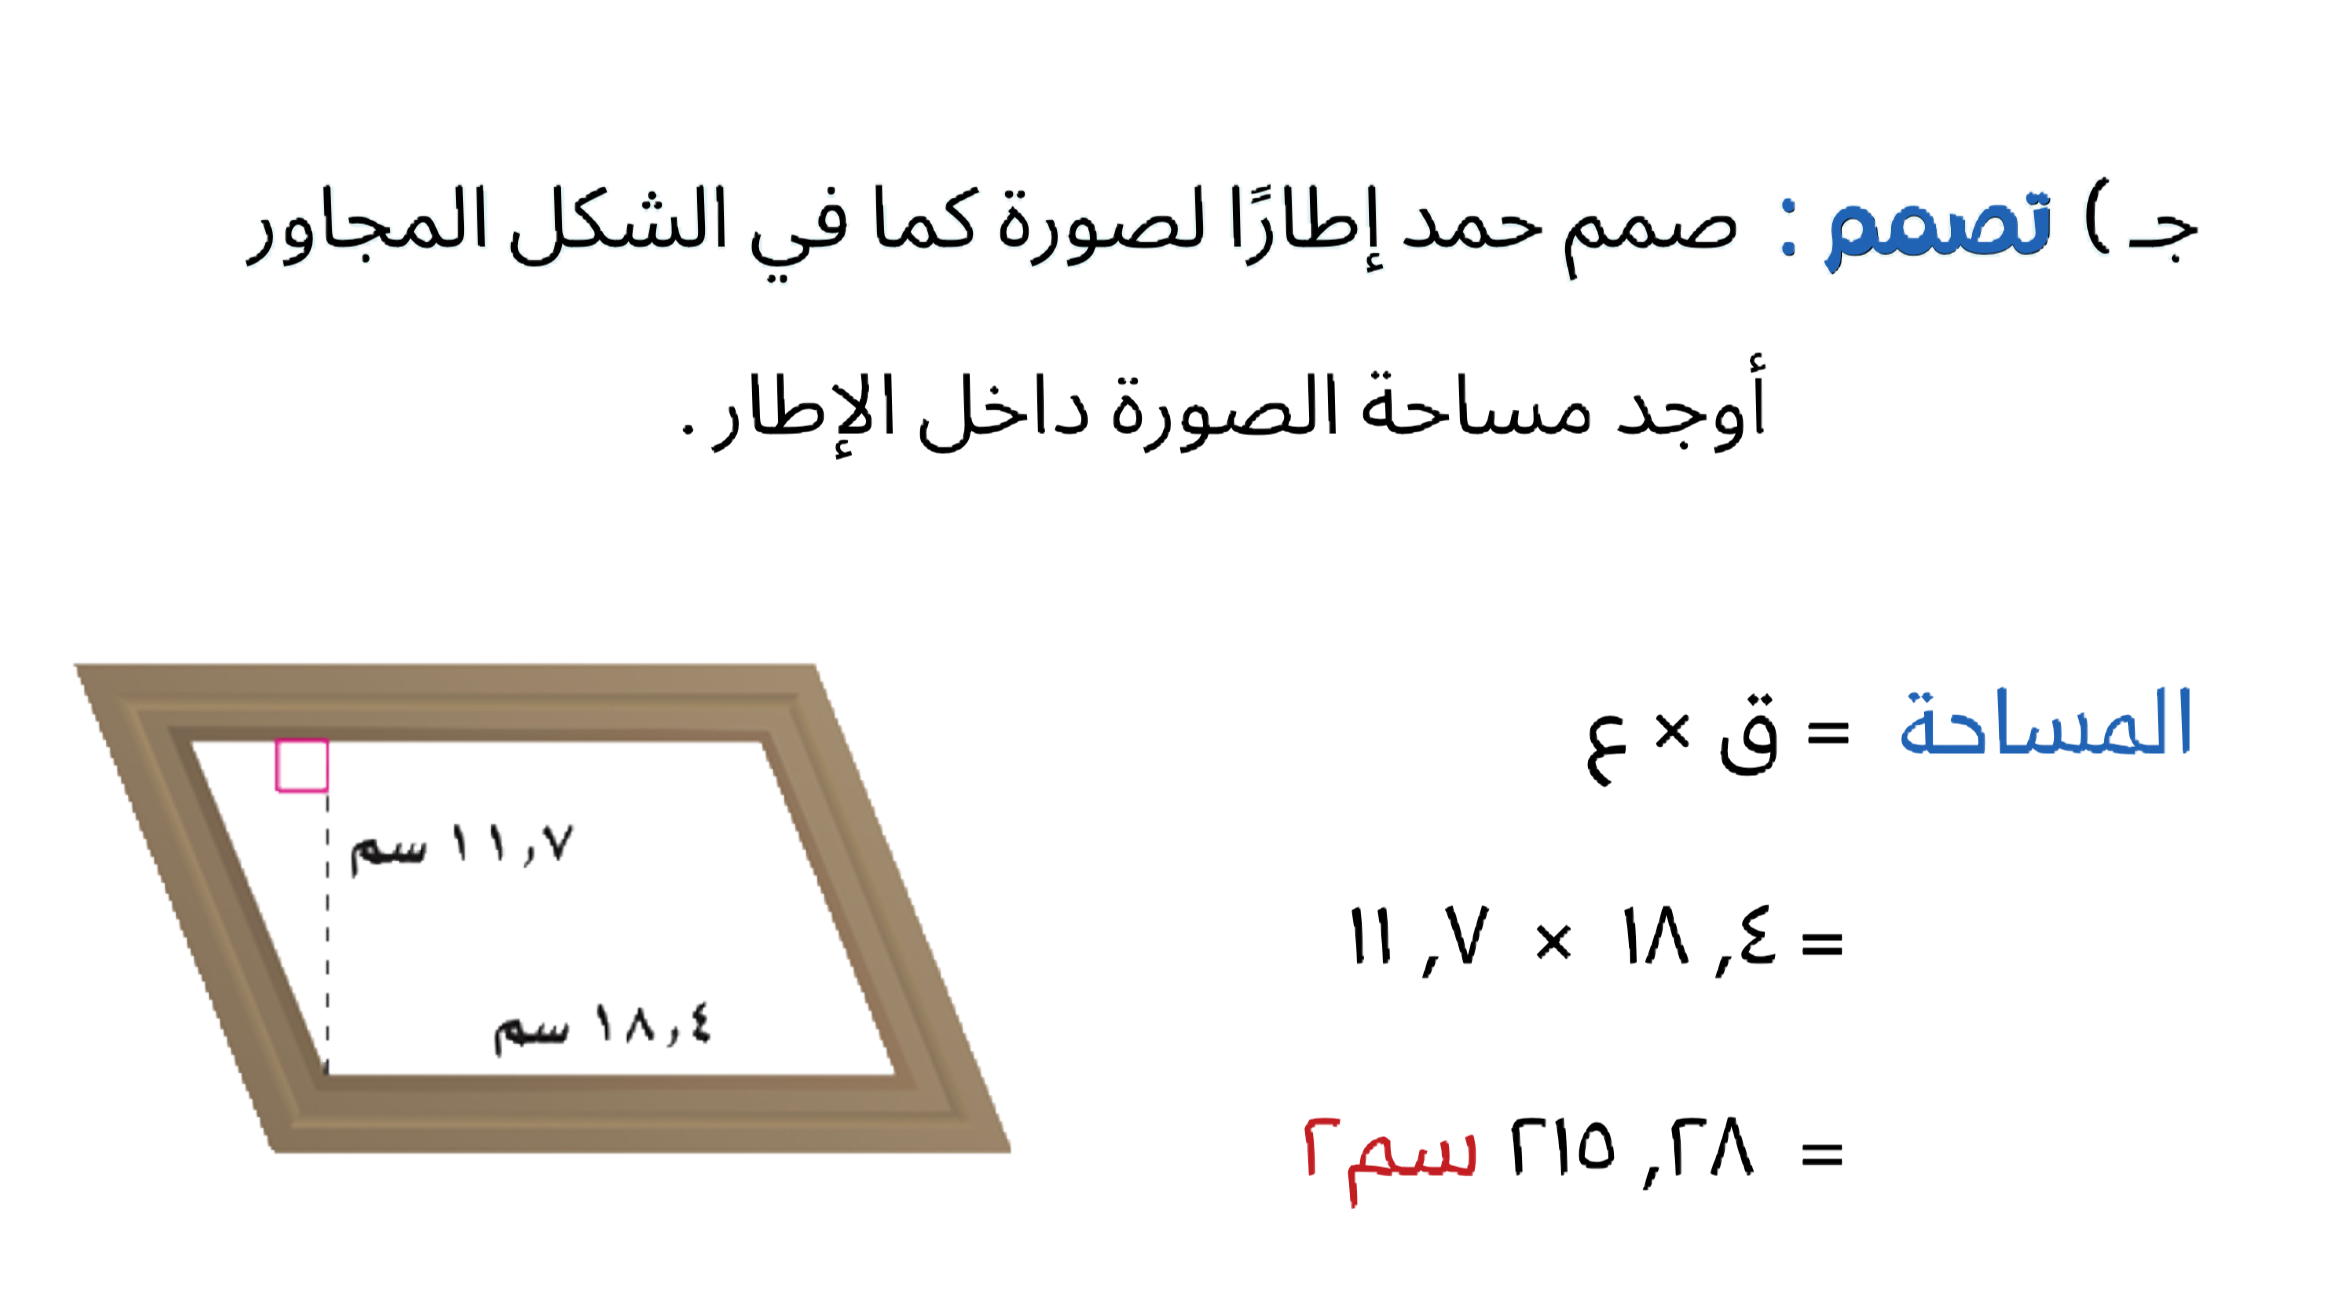 جـ ) تصمم : صمم حمد إطارًا لصورة كما في الشكل المجاور
أوجد مساحة الصورة داخل الإطار .
المساحة = ق × ع
= ١٨,٤ × ١١,٧
= ٢١٥,٢٨ سم٢
١١,٧ سم
١٨,٤ سم